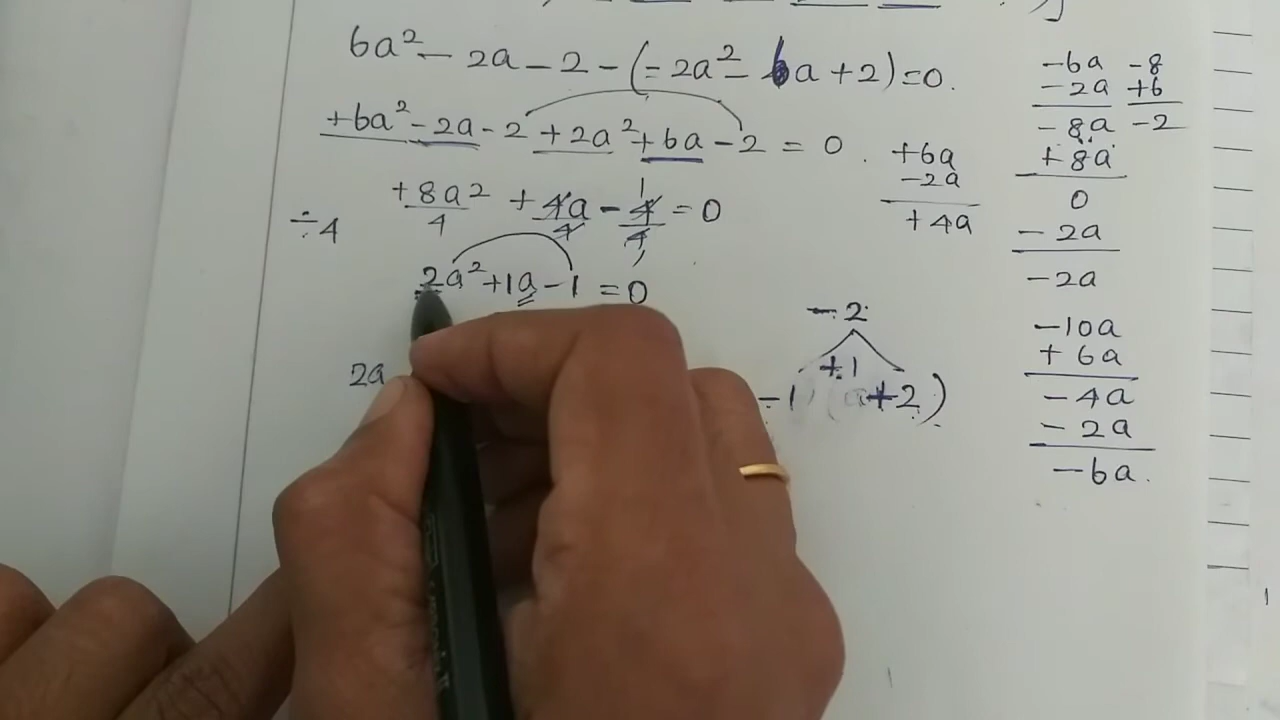 6a² - 2a - 2 - (-2a² - 6a + 2) = 0.
+6a² - 2a - 2 + 2a² + 6a - 2 = 0.
÷4 +8a²/4 + 4a/4 - 4/4 = 0
1
2a² + 1a - 1 = 0
2a
+6a
-2a
+4a
-2
+1
-1 (a+2)
-6a -8
-2a +6
-8a -2
+8a
0
-2a
-2a
-10a
+6a
-4a
-2a
-6a.